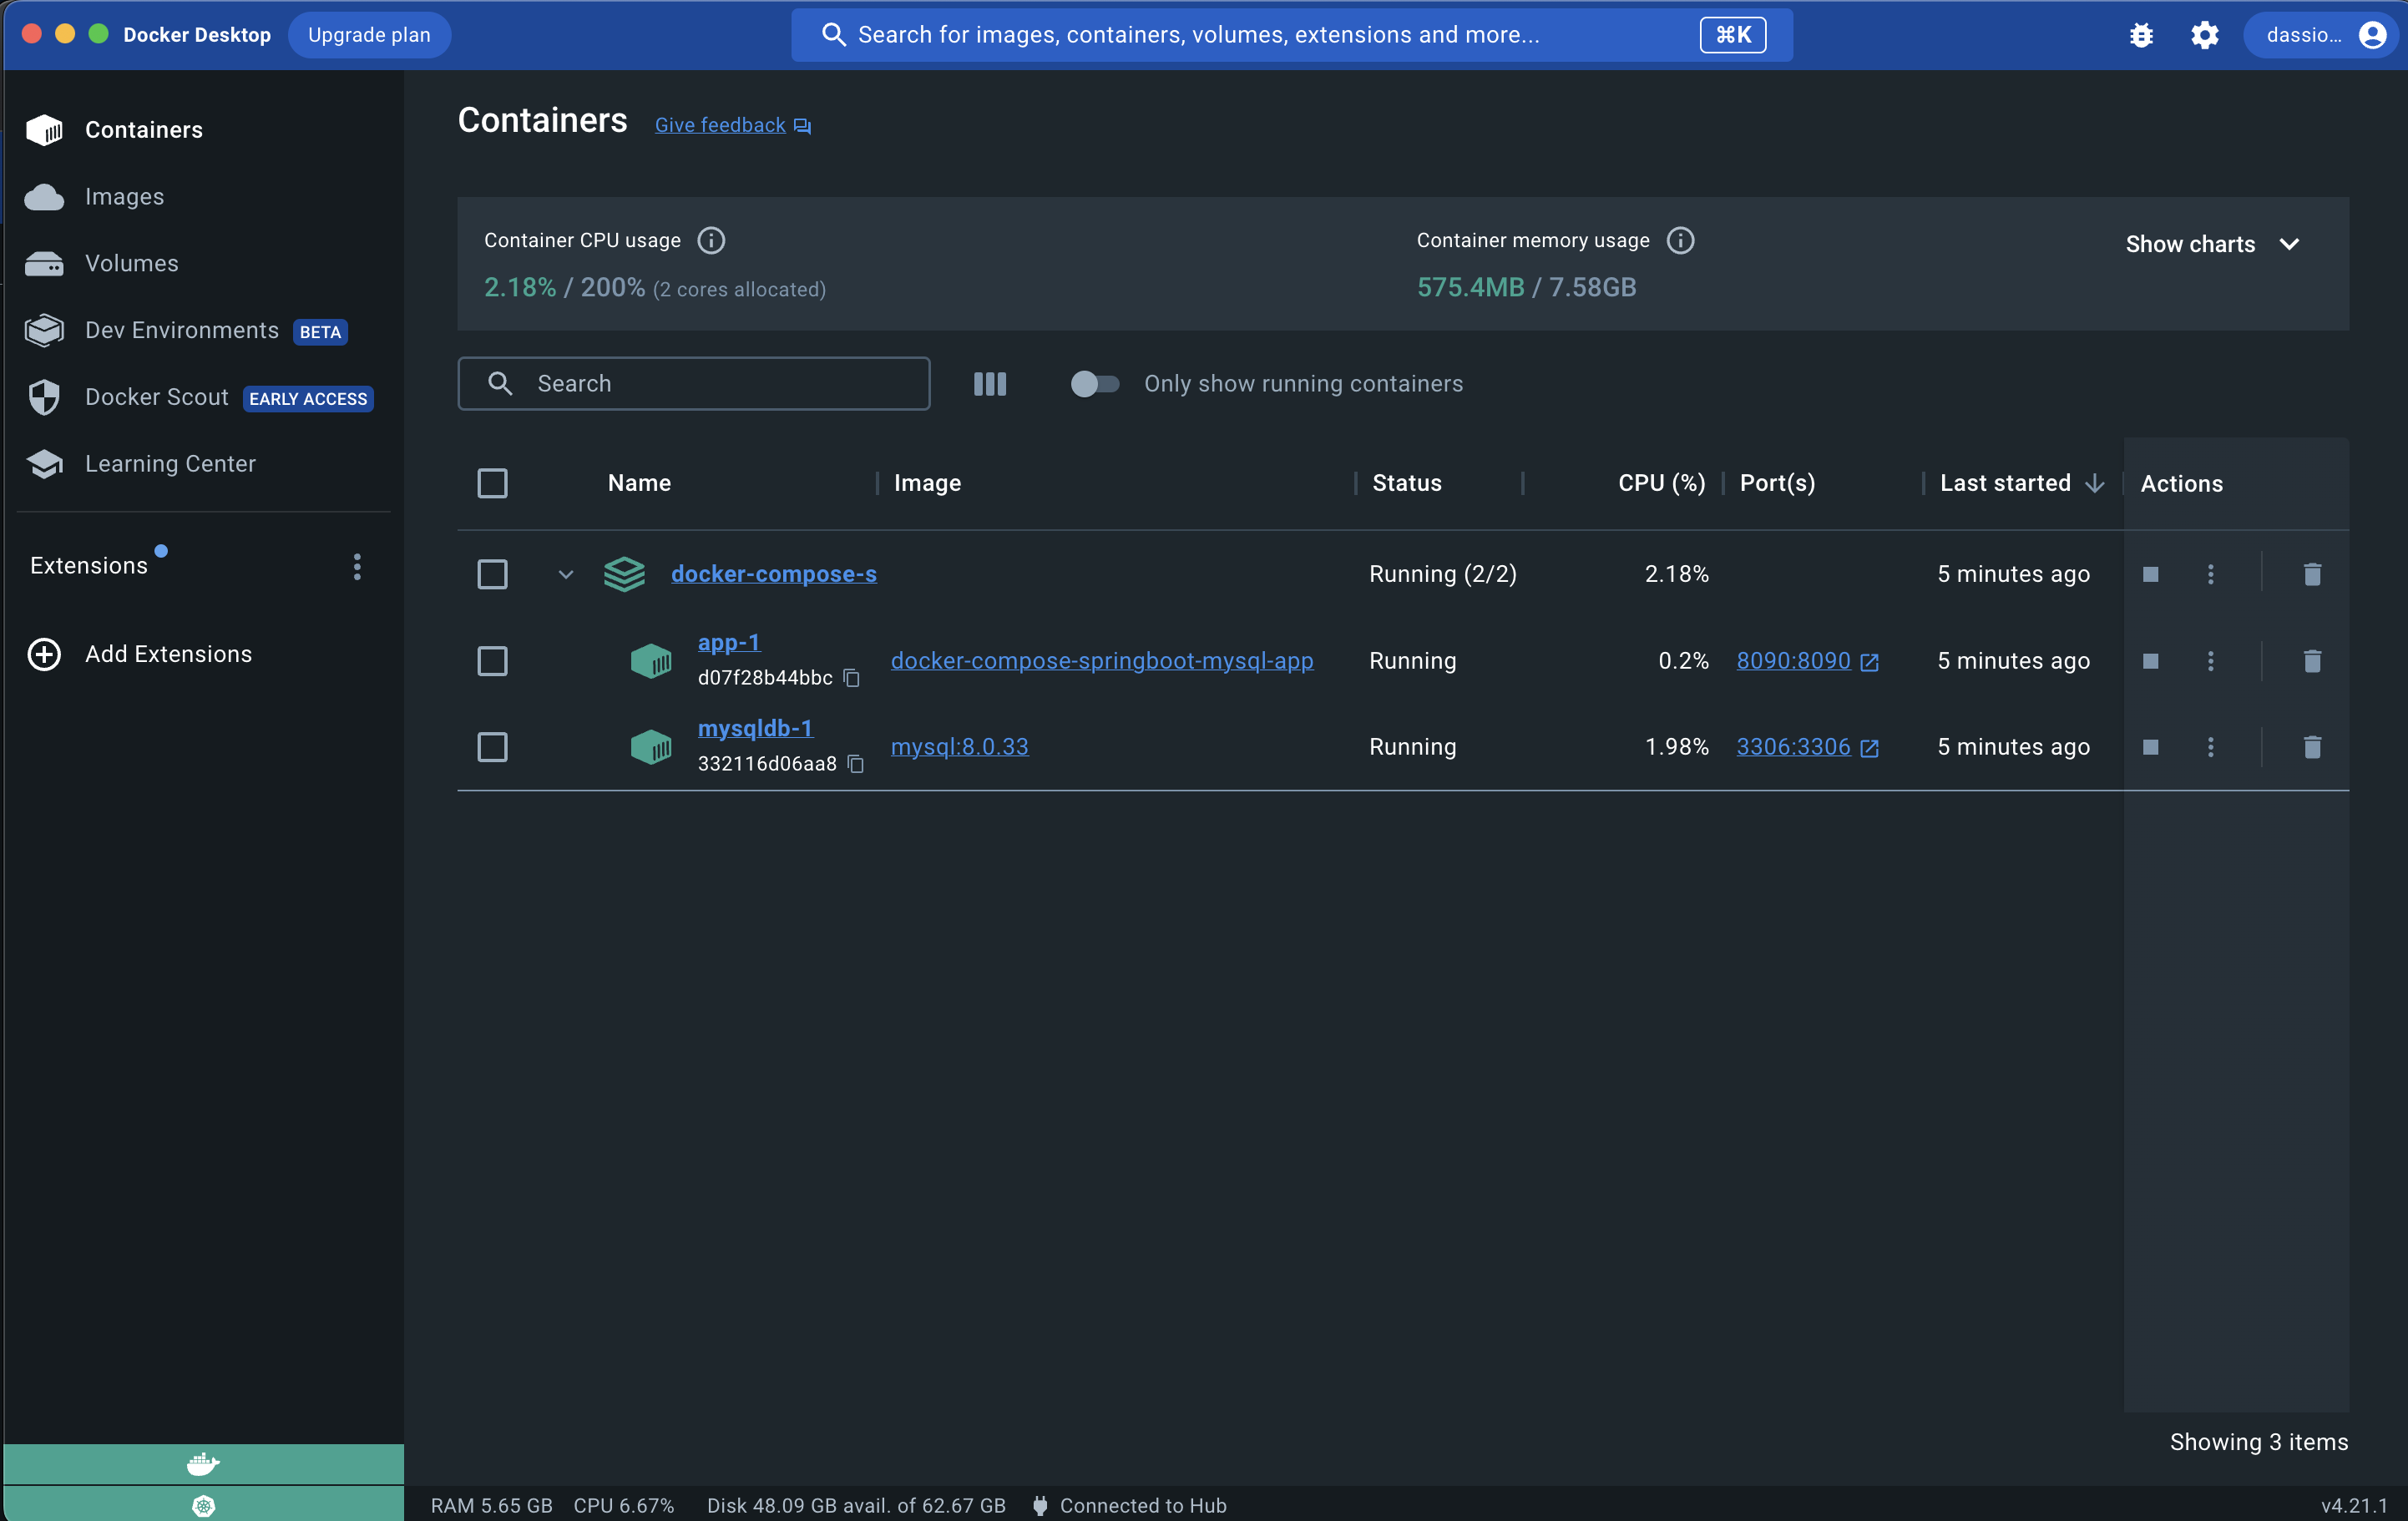 Docker Desktop Upgrade plan Search for images, containers, volumes, extensions and more... ⌘K dassio...
Containers
Images
Volumes
Dev Environments BETA
Docker Scout EARLY ACCESS
Learning Center
Extensions
Add Extensions
Containers Give feedback
Container CPU usage
2.18% / 200% (2 cores allocated)
Container memory usage
575.4MB / 7.58GB
Show charts
Search
Only show running containers
Name Image Status CPU (%) Port(s) Last started Actions
docker-compose-s Running (2/2) 2.18% 5 minutes ago
app-1
d07f28b44bbc
docker-compose-springboot-mysql-app Running 0.2% 8090:8090 5 minutes ago
mysqldb-1
332116d06aa8
mysql:8.0.33 Running 1.98% 3306:3306 5 minutes ago
Showing 3 items
RAM 5.65 GB CPU 6.67% Disk 48.09 GB avail. of 62.67 GB Connected to Hub v4.21.1